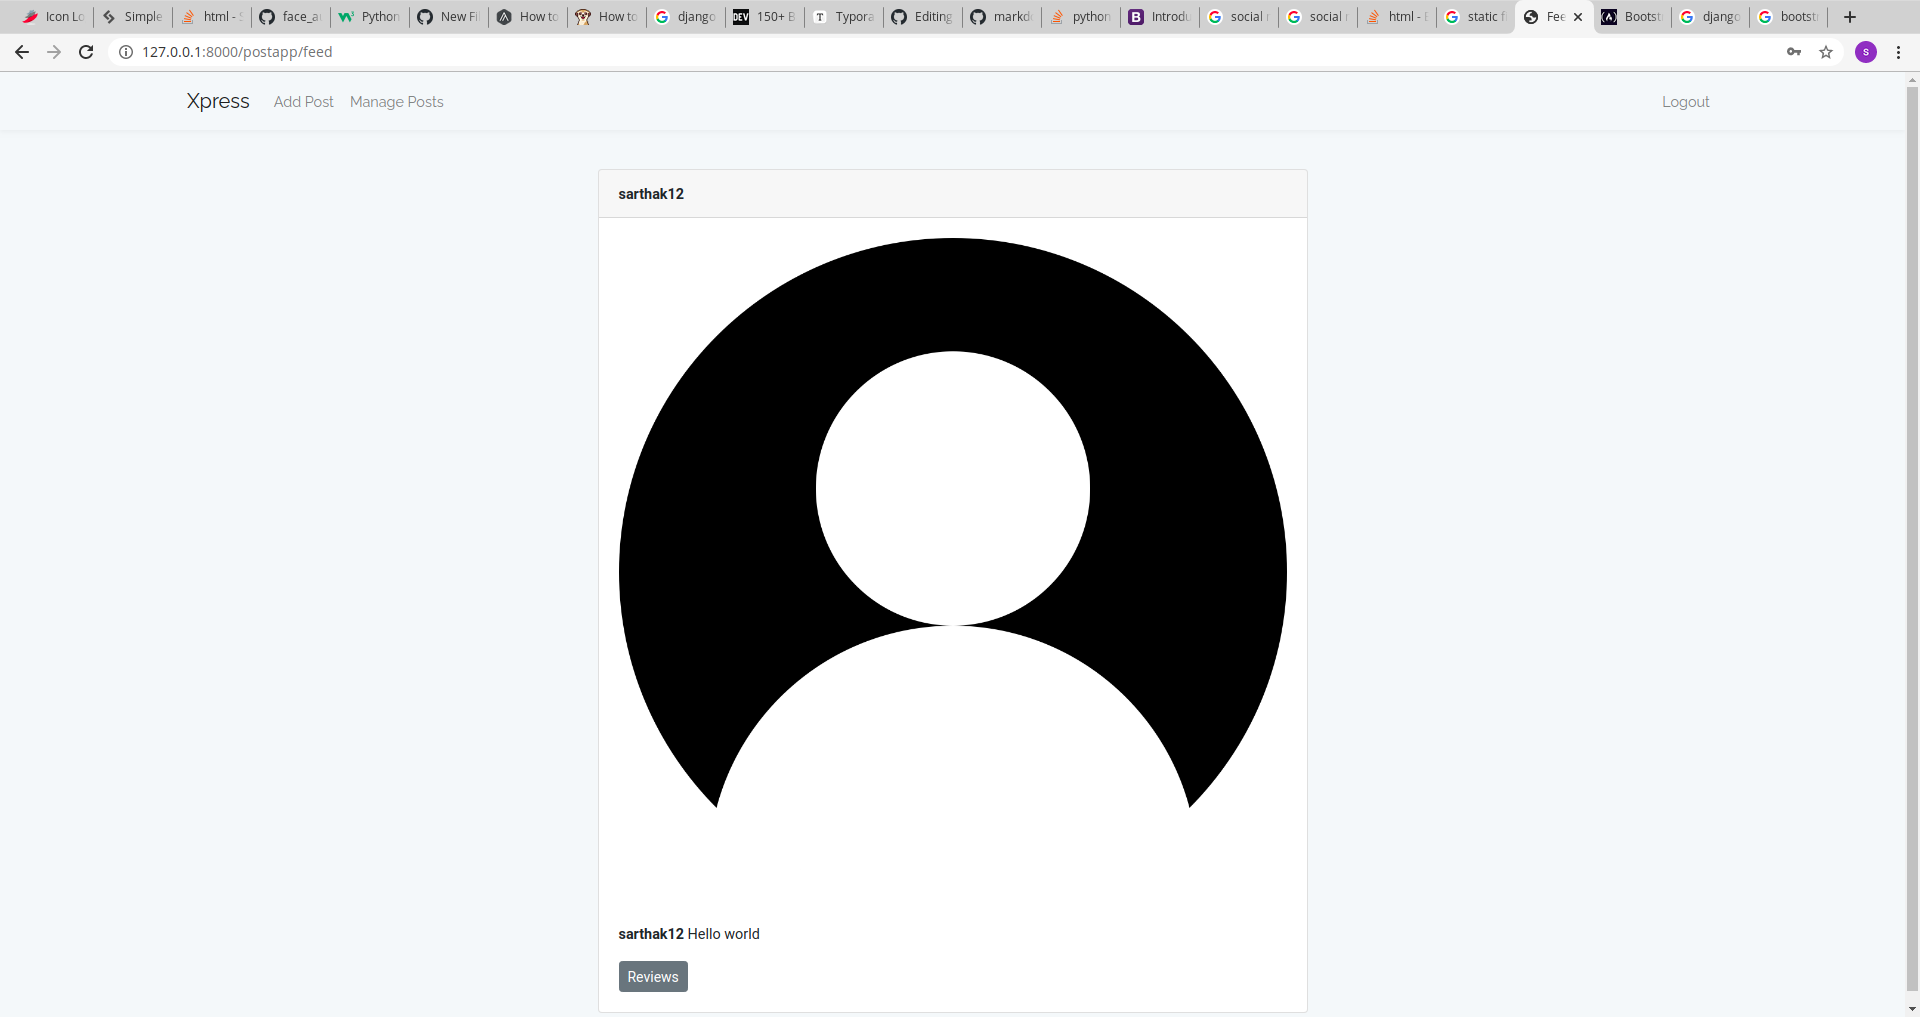 Icon Lo Simple html - S face_a Python New Fi How to How to django DEV 150+ B T Typora Editing markd python B Introdu social social html - E static f Fee Bootst django boots
127.0.0.1:8000/postapp/feed S
Xpress Add Post Manage Posts Logout
sarthak12
sarthak12 Hello world
Reviews